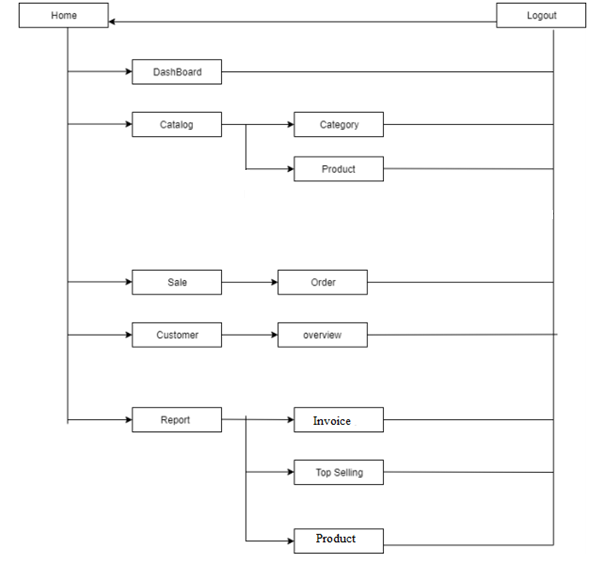 Home
Logout
DashBoard
Catalog
Category
Product
Sale
Order
Customer
overview
Report
Invoice
Top Selling
Product